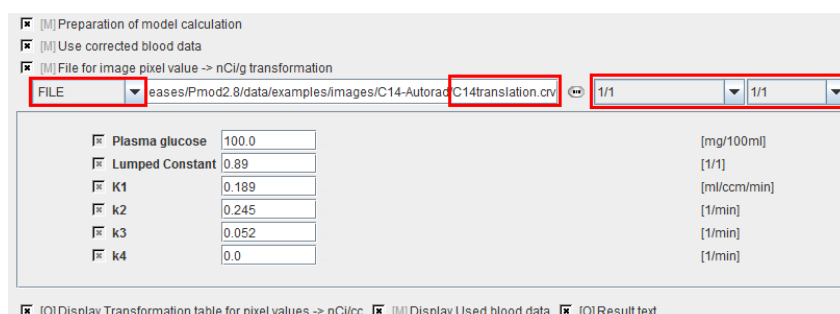 [M] Preparation of model calculation
[M] Use corrected blood data
[M] File for image pixel value -> nCi/g transformation
FILE eases/Pmod2.8/data/examples/images/C14-Autorad/C14translation.crv 1/1 1/1
Plasma glucose 100.0 [mg/100ml]
Lumped Constant 0.89 [1/1]
K1 0.189 [ml/ccm/min]
k2 0.245 [1/min]
k3 0.052 [1/min]
k4 0.0 [1/min]
[O] Display Transformation table for pixel values -> nCi/cc [M] Display Used blood data [O] Result text